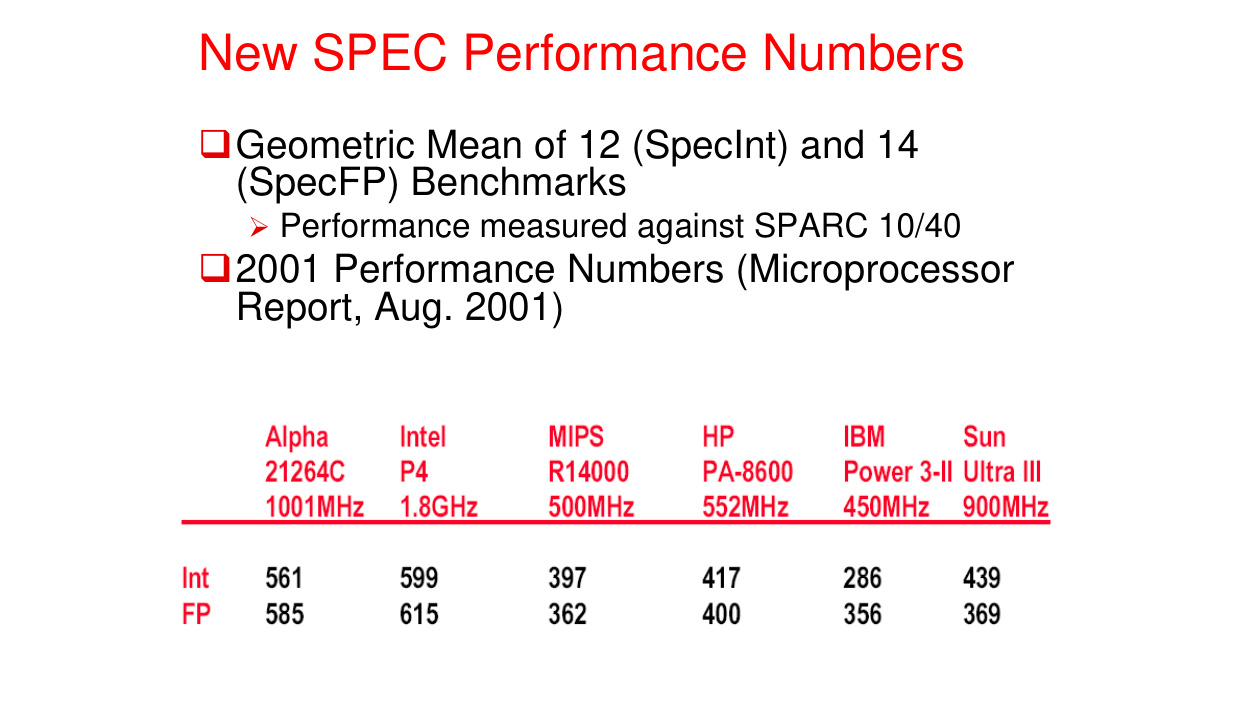 New SPEC Performance Numbers
Geometric Mean of 12 (SpecInt) and 14
(SpecFP) Benchmarks
Performance measured against SPARC 10/40
2001 Performance Numbers (Microprocessor
Report, Aug. 2001)
Alpha Intel MIPS HP IBM Sun
21264C P4 R14000 PA-8600 Power 3-II Ultra III
1001MHz 1.8GHz 500MHz 552MHz 450MHz 900MHz
Int 561 599 397 417 286 439
FP 585 615 362 400 356 369